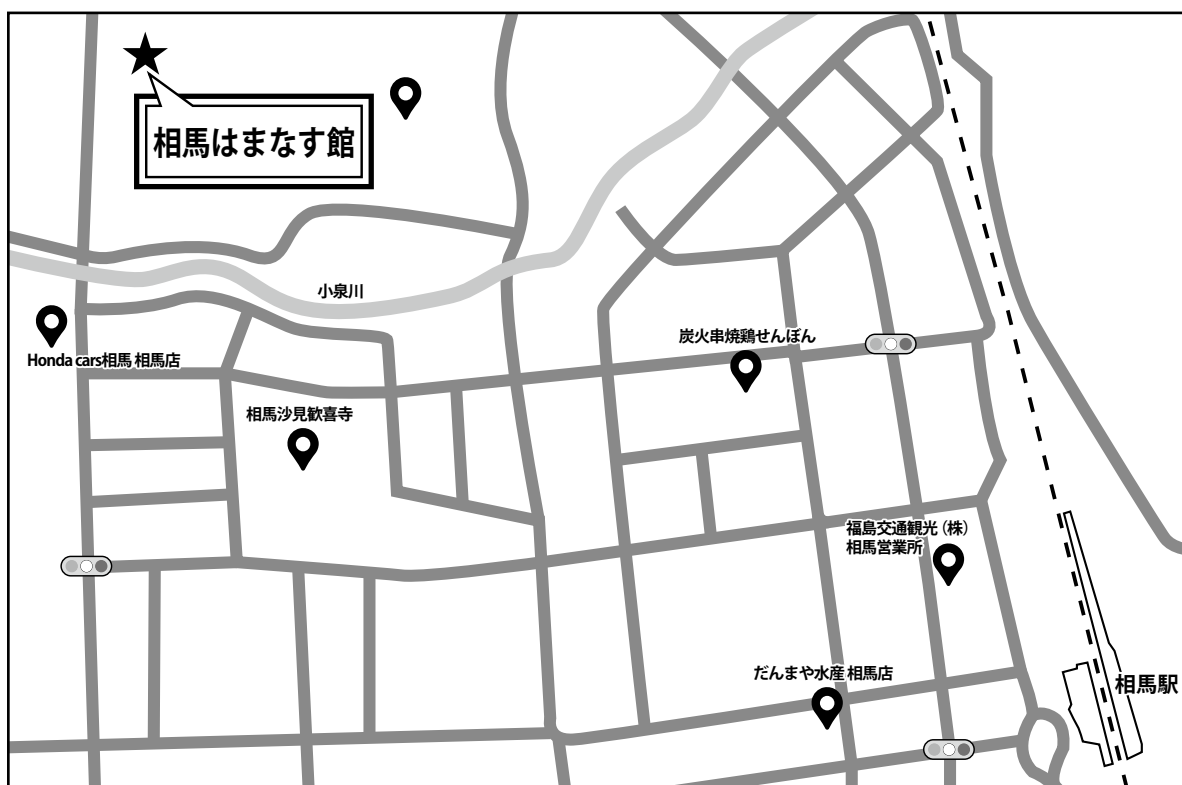 相馬はまなす館
小泉川
Honda cars相馬 相馬店
炭火串焼鶏せんぼん
相馬沙見歓喜寺
福島交通観光（株）
相馬営業所
だんまや水産 相馬店
相馬駅